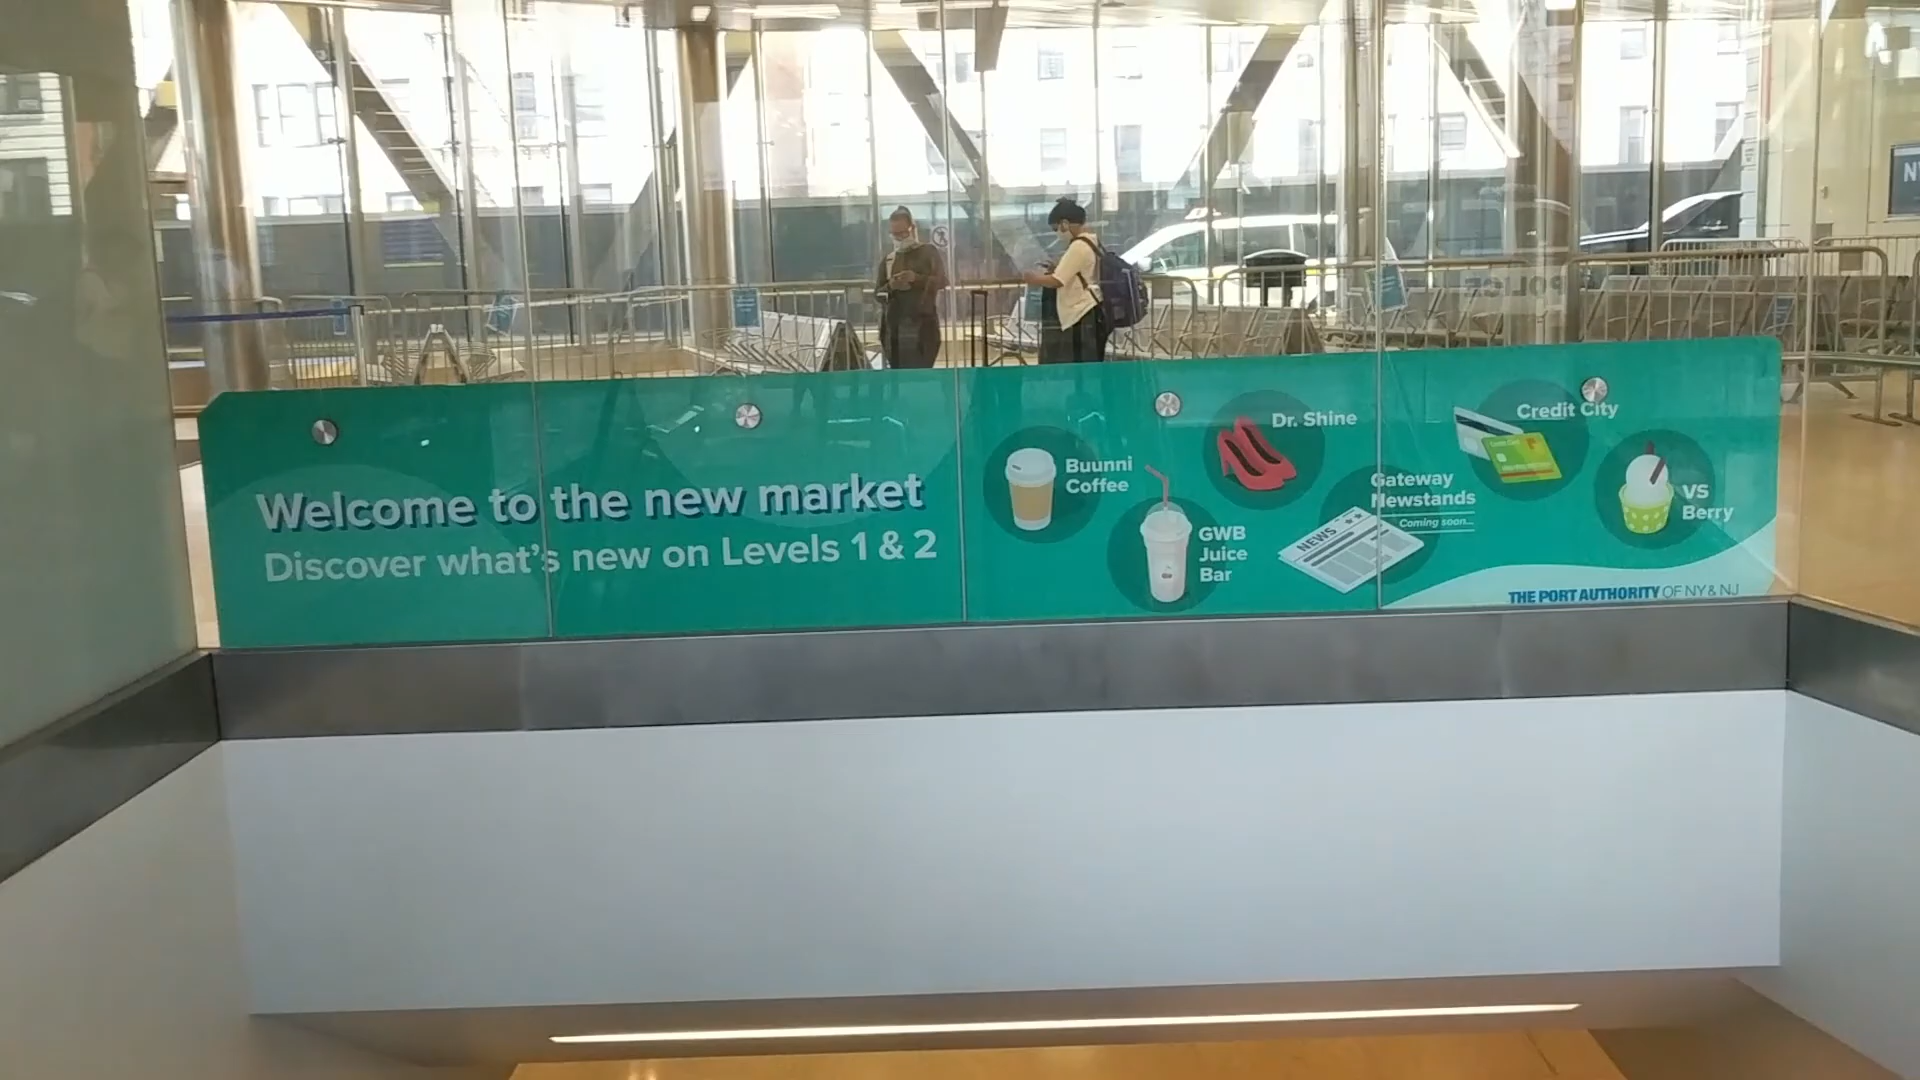 Welcome to the new market
Discover what's new on Levels 1 & 2
Buunni
Coffee
GWB
Juice
Bar
Dr. Shine
Gateway
Newstands
Coming soon...
NEWS
Credit City
VS
Berry
THE PORT AUTHORITY OF NY & NJ
POLICE